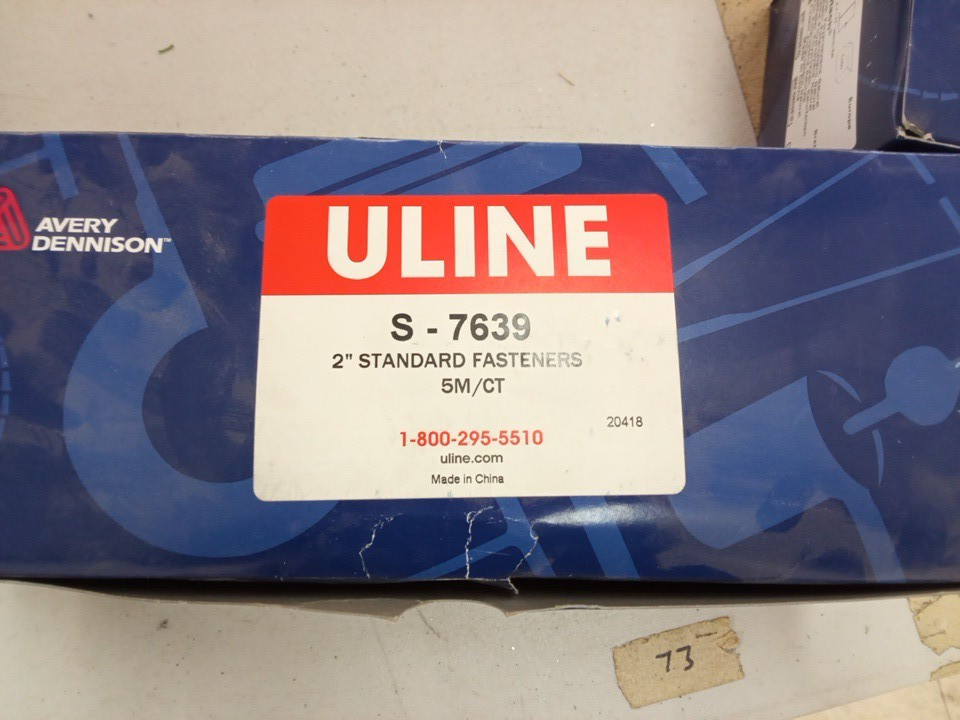 AVERY
DENNISON™
ULINE
S - 7639
2" STANDARD FASTENERS
5M/CT
20418
1-800-295-5510
uline.com
Made in China
73